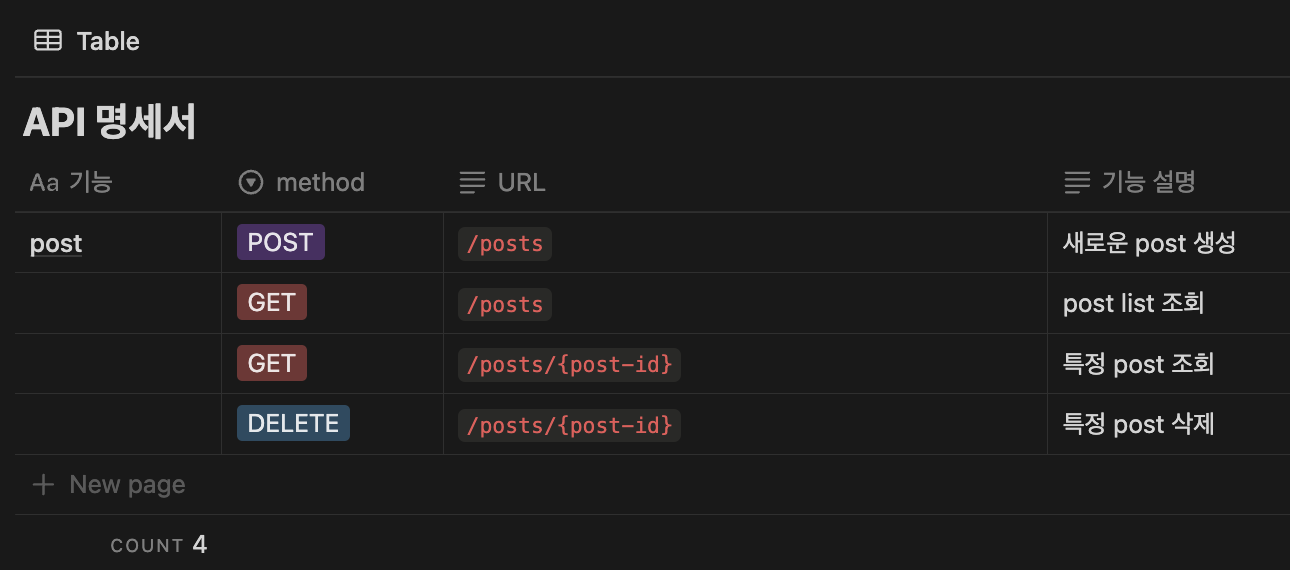 Table
API 명세서
Aa 기능 method URL 기능 설명
post POST /posts 새로운 post 생성
GET /posts post list 조회
GET /posts/{post-id} 특정 post 조회
DELETE /posts/{post-id} 특정 post 삭제
+ New page
COUNT 4